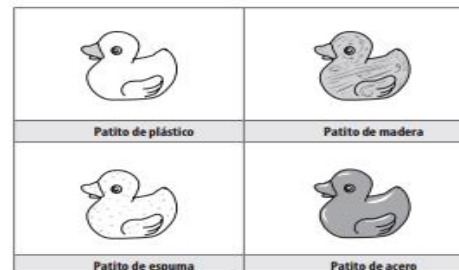 Patito de plástico
Patito de madera
Patito de espuma
Patito de acero